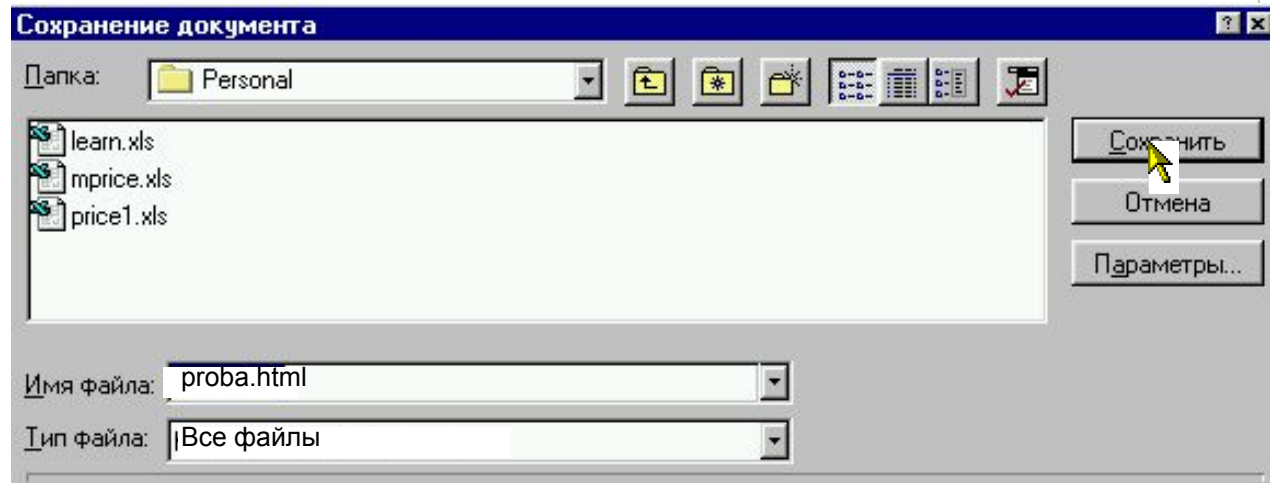 Сохранение документа
Папка: Personal
learn.xls
mprice.xls
price1.xls
Сохранить
Отмена
Параметры...
Имя файла: proba.html
Тип файла: Все файлы